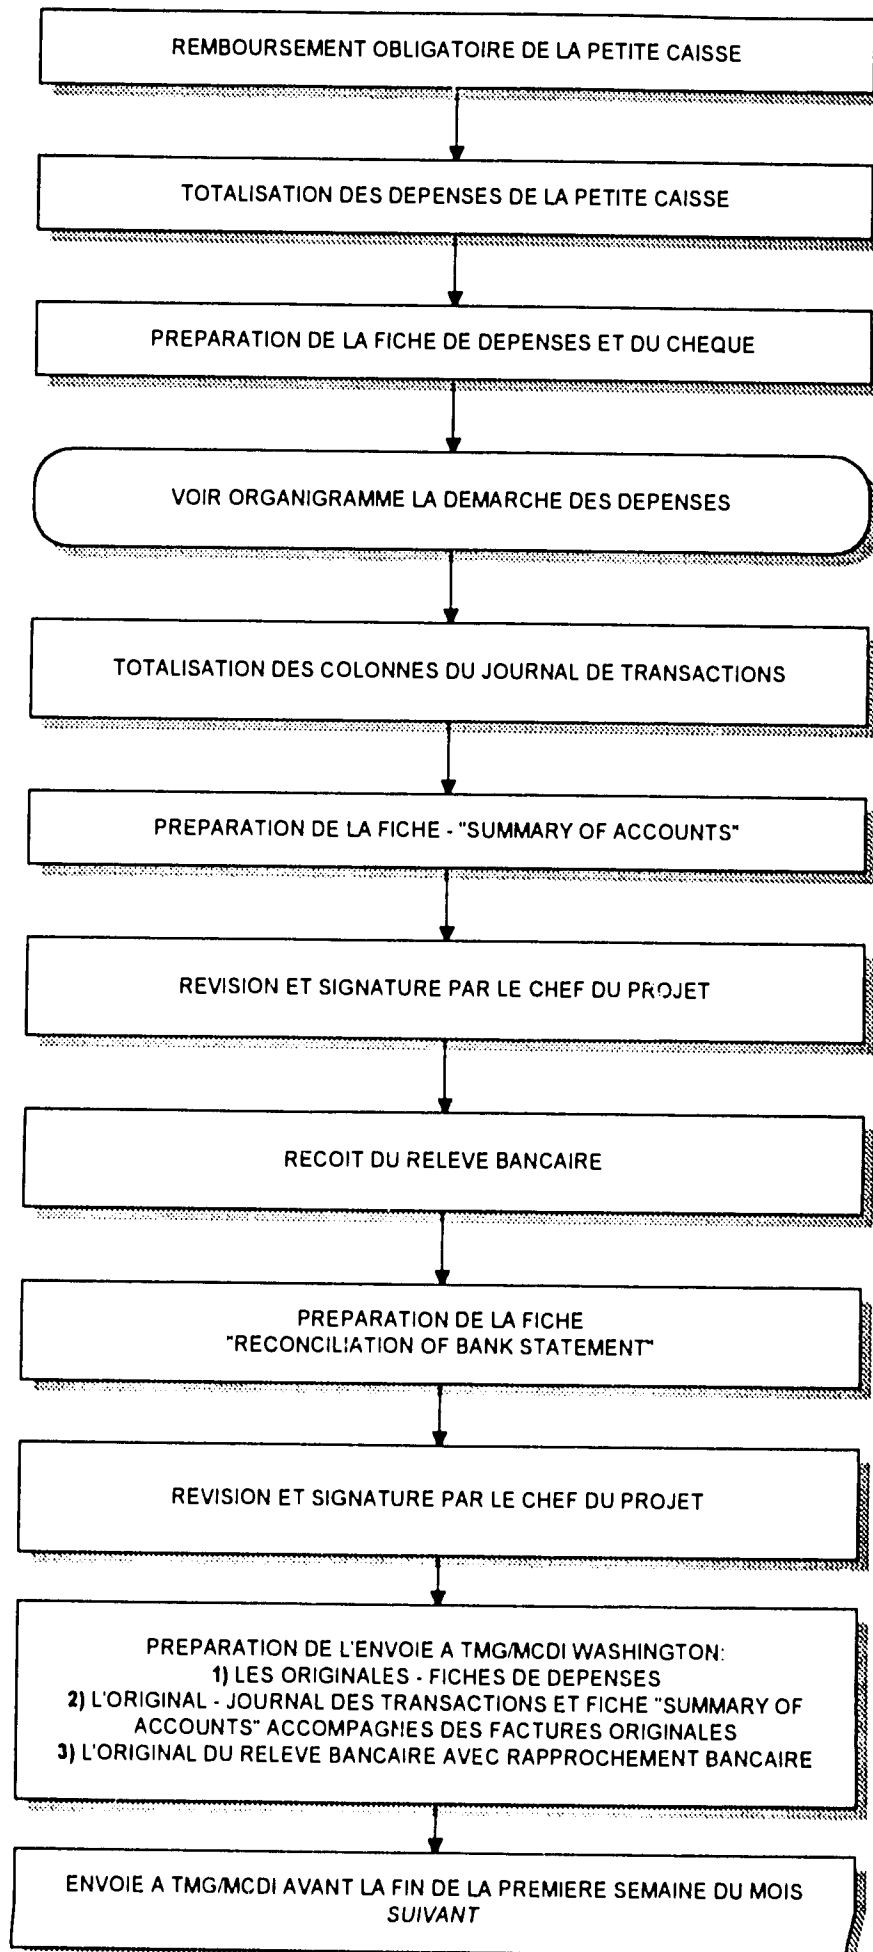 REMBOURSEMENT OBLIGATOIRE DE LA PETITE CAISSE
TOTALISATION DES DEPENSES DE LA PETITE CAISSE
PREPARATION DE LA FICHE DE DEPENSES ET DU CHEQUE
VOIR ORGANIGRAMME LA DEMARCHE DES DEPENSES
TOTALISATION DES COLONNES DU JOURNAL DE TRANSACTIONS
PREPARATION DE LA FICHE - "SUMMARY OF ACCOUNTS"
REVISION ET SIGNATURE PAR LE CHEF DU PROJET
RECOIT DU RELEVE BANCAIRE
PREPARATION DE LA FICHE
"RECONCILIATION OF BANK STATEMENT"
REVISION ET SIGNATURE PAR LE CHEF DU PROJET
PREPARATION DE L'ENVOIE A TMG/MCDI WASHINGTON:
1) LES ORIGINALES - FICHES DE DEPENSES
2) L'ORIGINAL - JOURNAL DES TRANSACTIONS ET FICHE "SUMMARY OF
ACCOUNTS" ACCOMPAGNES DES FACTURES ORIGINALES
3) L'ORIGINAL DU RELEVE BANCAIRE AVEC RAPPROCHEMENT BANCAIRE
ENVOIE A TMG/MCDI AVANT LA FIN DE LA PREMIERE SEMAINE DU MOIS
SUIVANT